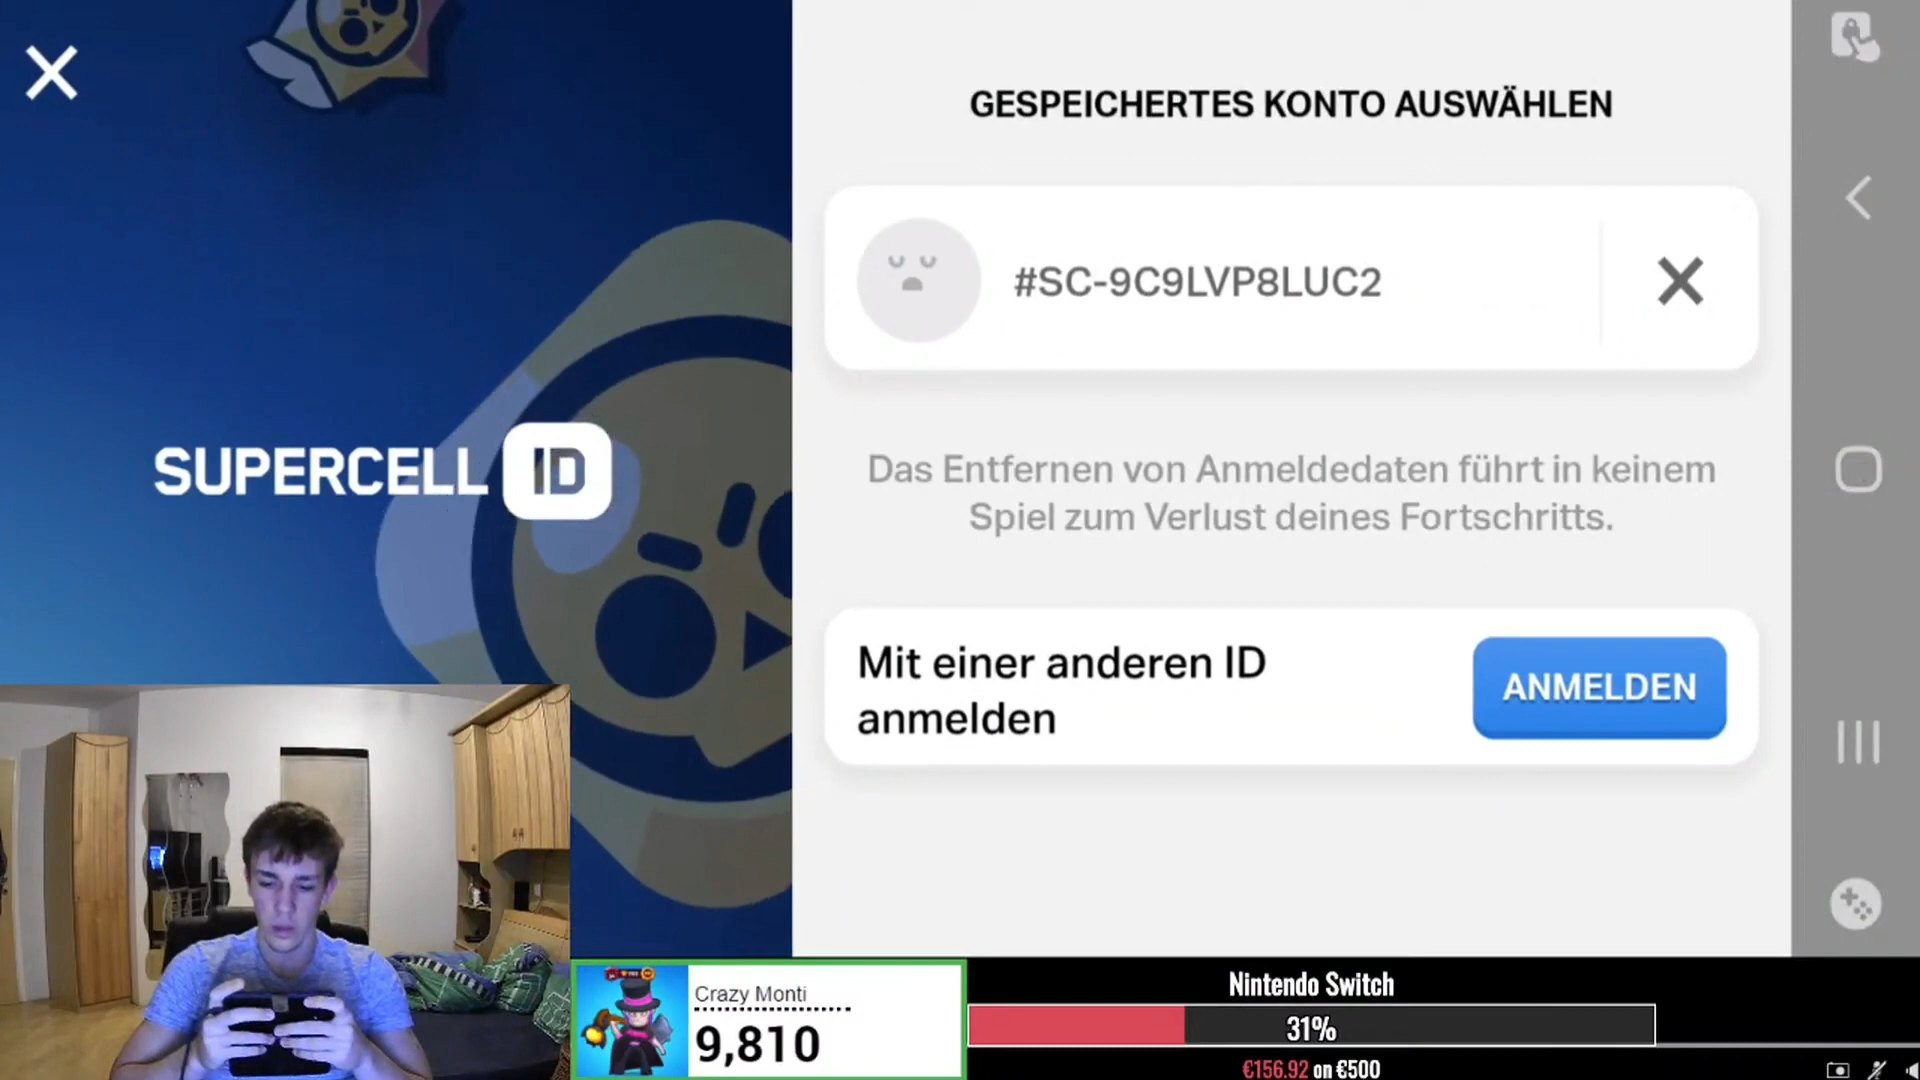 GESPEICHERTES KONTO AUSWÄHLEN
#SC-9C9LVP8LUC2
SUPERCELL ID
Das Entfernen von Anmeldedaten führt in keinem
Spiel zum Verlust deines Fortschritts.
Mit einer anderen ID
anmelden
ANMELDEN
Crazy Monti
9,810
Nintendo Switch
31%
€156.92 on €500